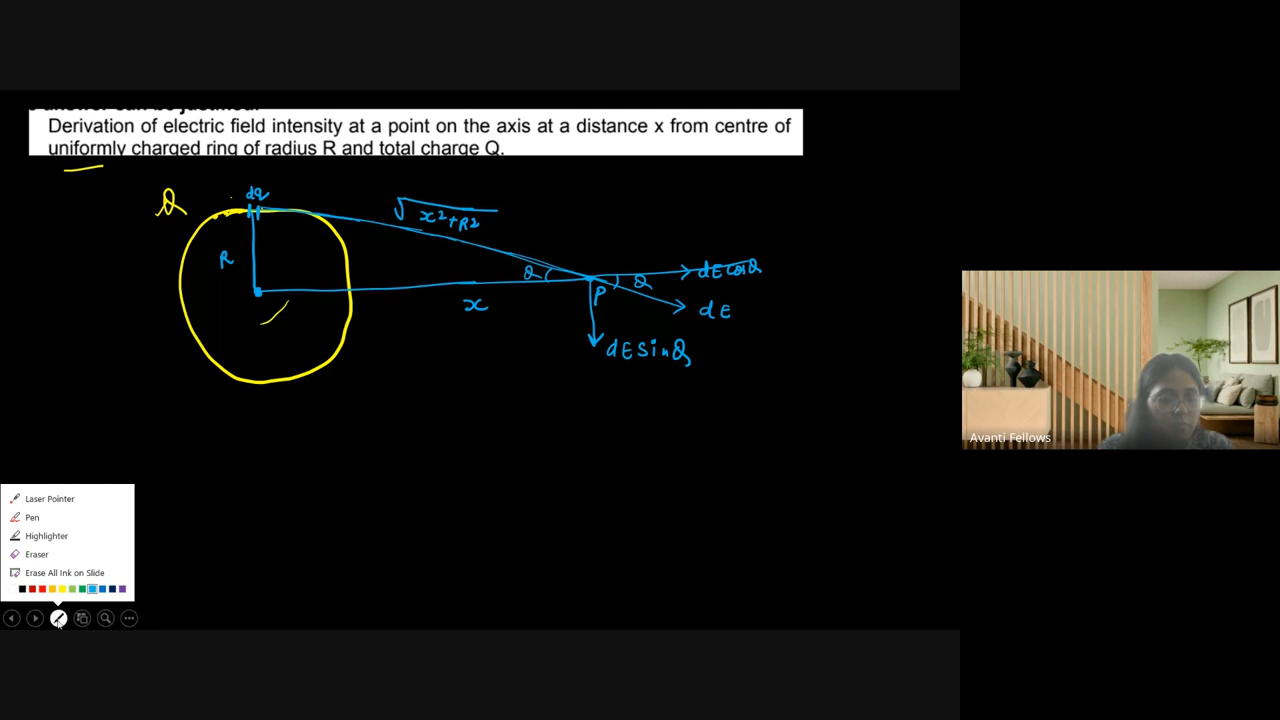 Derivation of electric field intensity at a point on the axis at a distance x from centre of
uniformly charged ring of radius R and total charge Q.
Q
dq
√x²+R²
R
θ
dE cosθ
θ
P
x
dE
dE sinθ
Avanti Fellows
Laser Pointer
Pen
Highlighter
Eraser
Erase All Ink on Slide